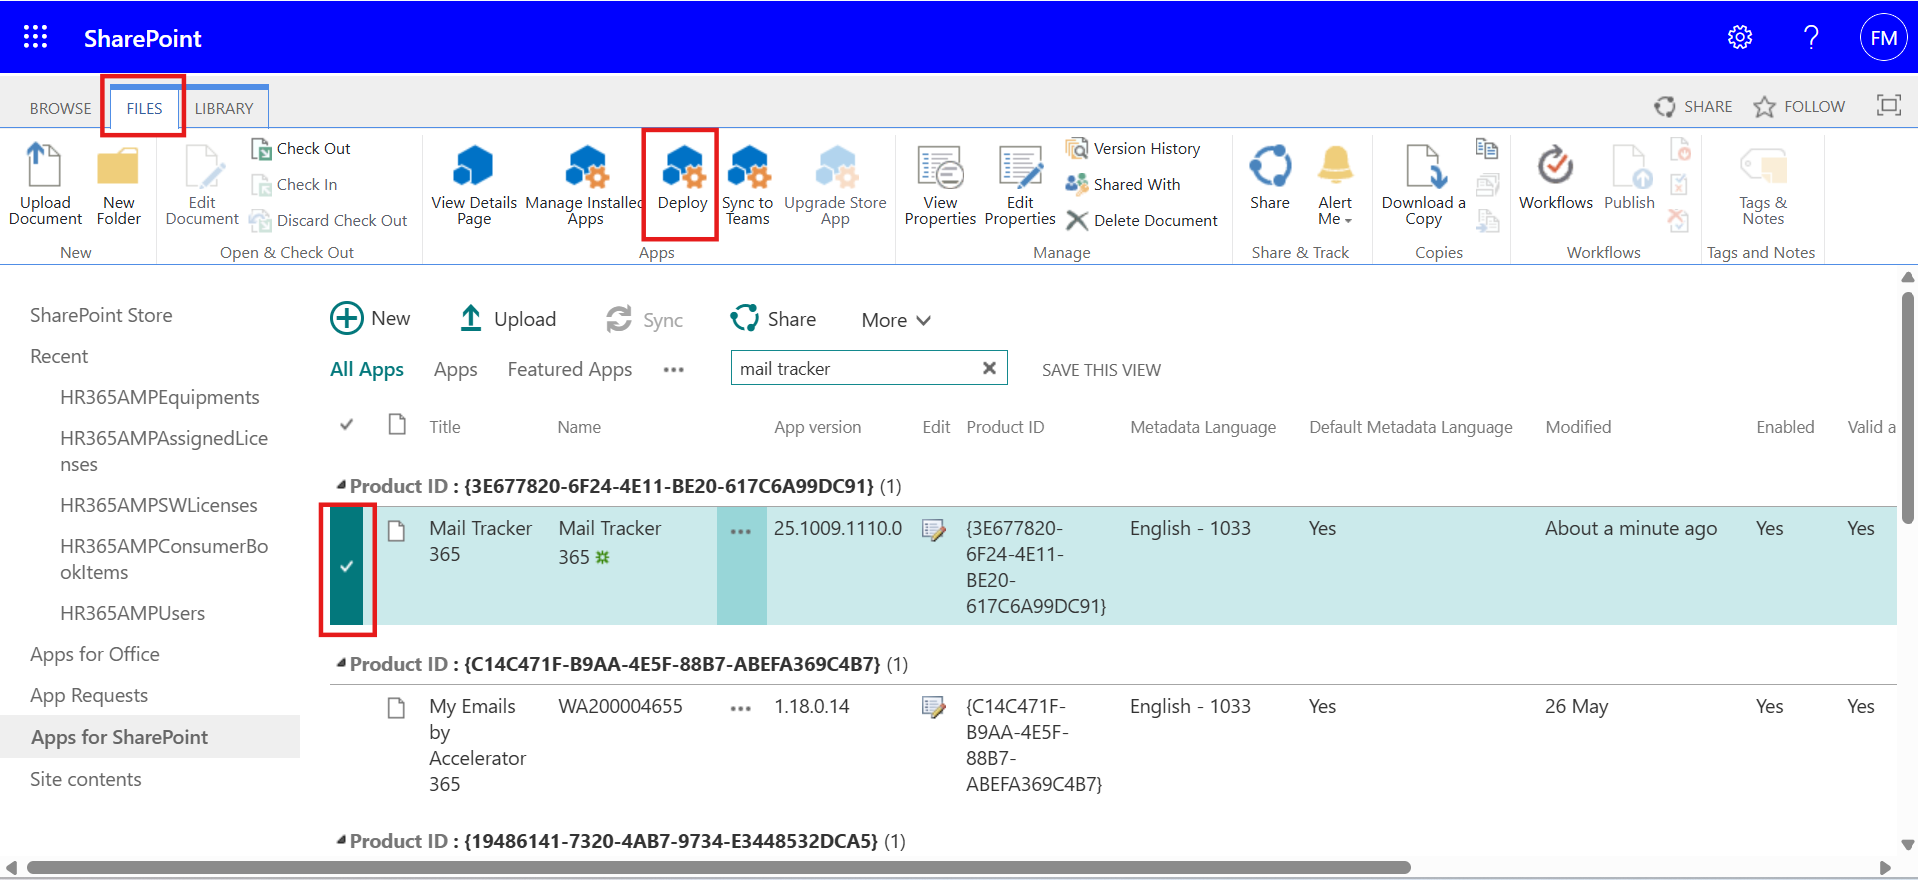 SharePoint
FM
BROWSE
FILES
LIBRARY
SHARE
FOLLOW
Upload Document
New Folder
New
Edit Document
Check Out
Check In
Discard Check Out
Open & Check Out
View Details Page
Manage Installed Apps
Deploy
Sync to Teams
Upgrade Store App
Apps
View Properties
Edit Properties
Version History
Shared With
Delete Document
Manage
Share
Alert Me
Share & Track
Download a Copy
Copies
Workflows
Publish
Workflows
Tags & Notes
Tags and Notes
SharePoint Store
Recent
HR365AMPEquipments
HR365AMPAssignedLice
nses
HR365AMPSWLicenses
HR365AMPConsumerBo
okItems
HR365AMPUsers
Apps for Office
App Requests
Apps for SharePoint
Site contents
New
Upload
Sync
Share
More
All Apps
Apps
Featured Apps
mail tracker
SAVE THIS VIEW
Title
Name
App version
Edit
Product ID
Metadata Language
Default Metadata Language
Modified
Enabled
Valid a
Product ID : {3E677820-6F24-4E11-BE20-617C6A99DC91} (1)
Mail Tracker
365
Mail Tracker
365
25.1009.1110.0
{3E677820-
6F24-4E11-
BE20-
617C6A99DC91}
English - 1033
Yes
About a minute ago
Yes
Yes
Product ID : {C14C471F-B9AA-4E5F-88B7-ABEFA369C4B7} (1)
My Emails
by
Accelerator
365
WA200004655
1.18.0.14
{C14C471F-
B9AA-4E5F-
88B7-
ABEFA369C4B7}
English - 1033
Yes
26 May
Yes
Yes
Product ID : {19486141-7320-4AB7-9734-E3448532DCA5} (1)